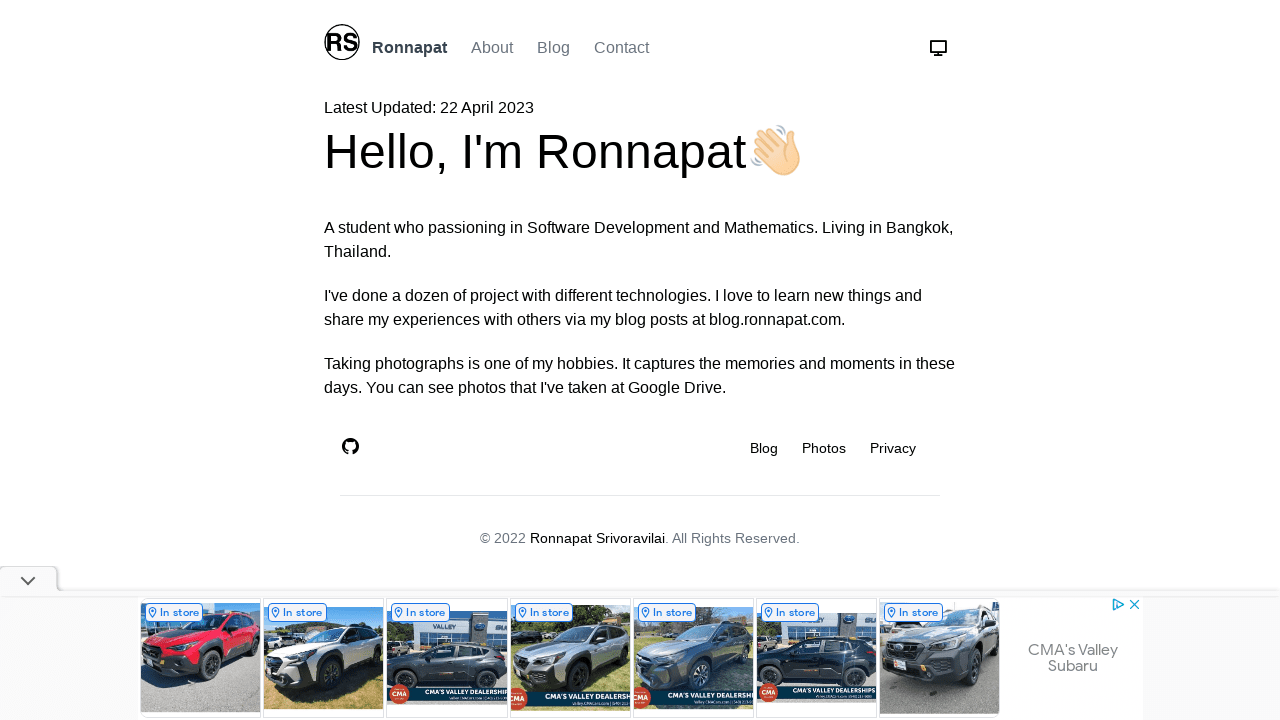 RS
Ronnapat About Blog Contact
Latest Updated: 22 April 2023
Hello, I'm Ronnapat
A student who passioning in Software Development and Mathematics. Living in Bangkok,
Thailand.
I've done a dozen of project with different technologies. I love to learn new things and
share my experiences with others via my blog posts at blog.ronnapat.com.
Taking photographs is one of my hobbies. It captures the memories and moments in these
days. You can see photos that I've taken at Google Drive.
Blog Photos Privacy
© 2022 Ronnapat Srivoravilai. All Rights Reserved.
In store In store In store In store In store In store In store
CMA's Valley
Subaru